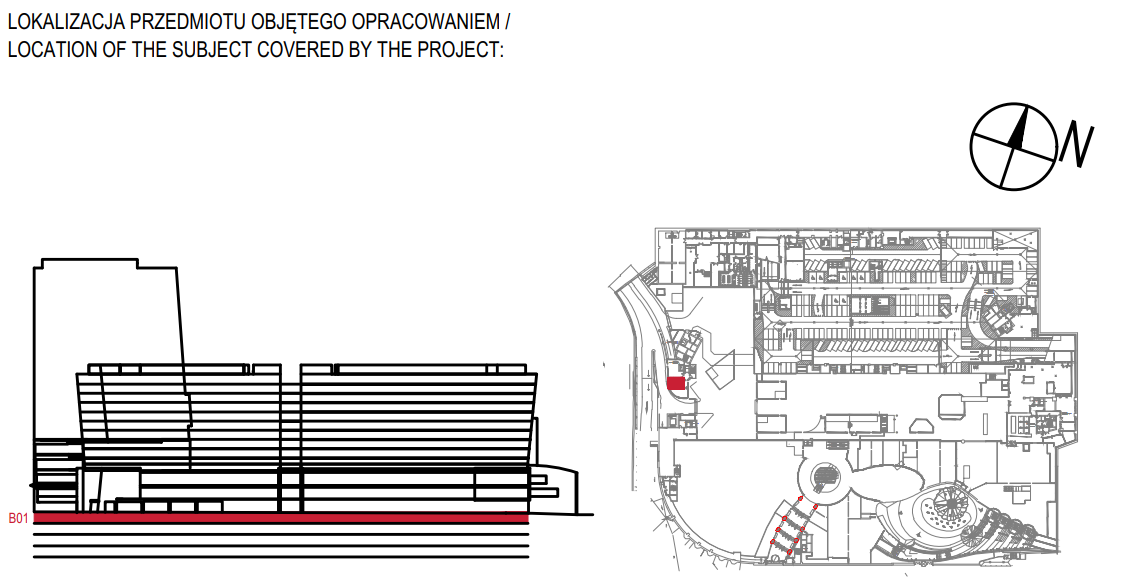 LOKALIZACJA PRZEDMIOTU OBJĘTEGO OPRACOWANIEM /
LOCATION OF THE SUBJECT COVERED BY THE PROJECT:
N
B01